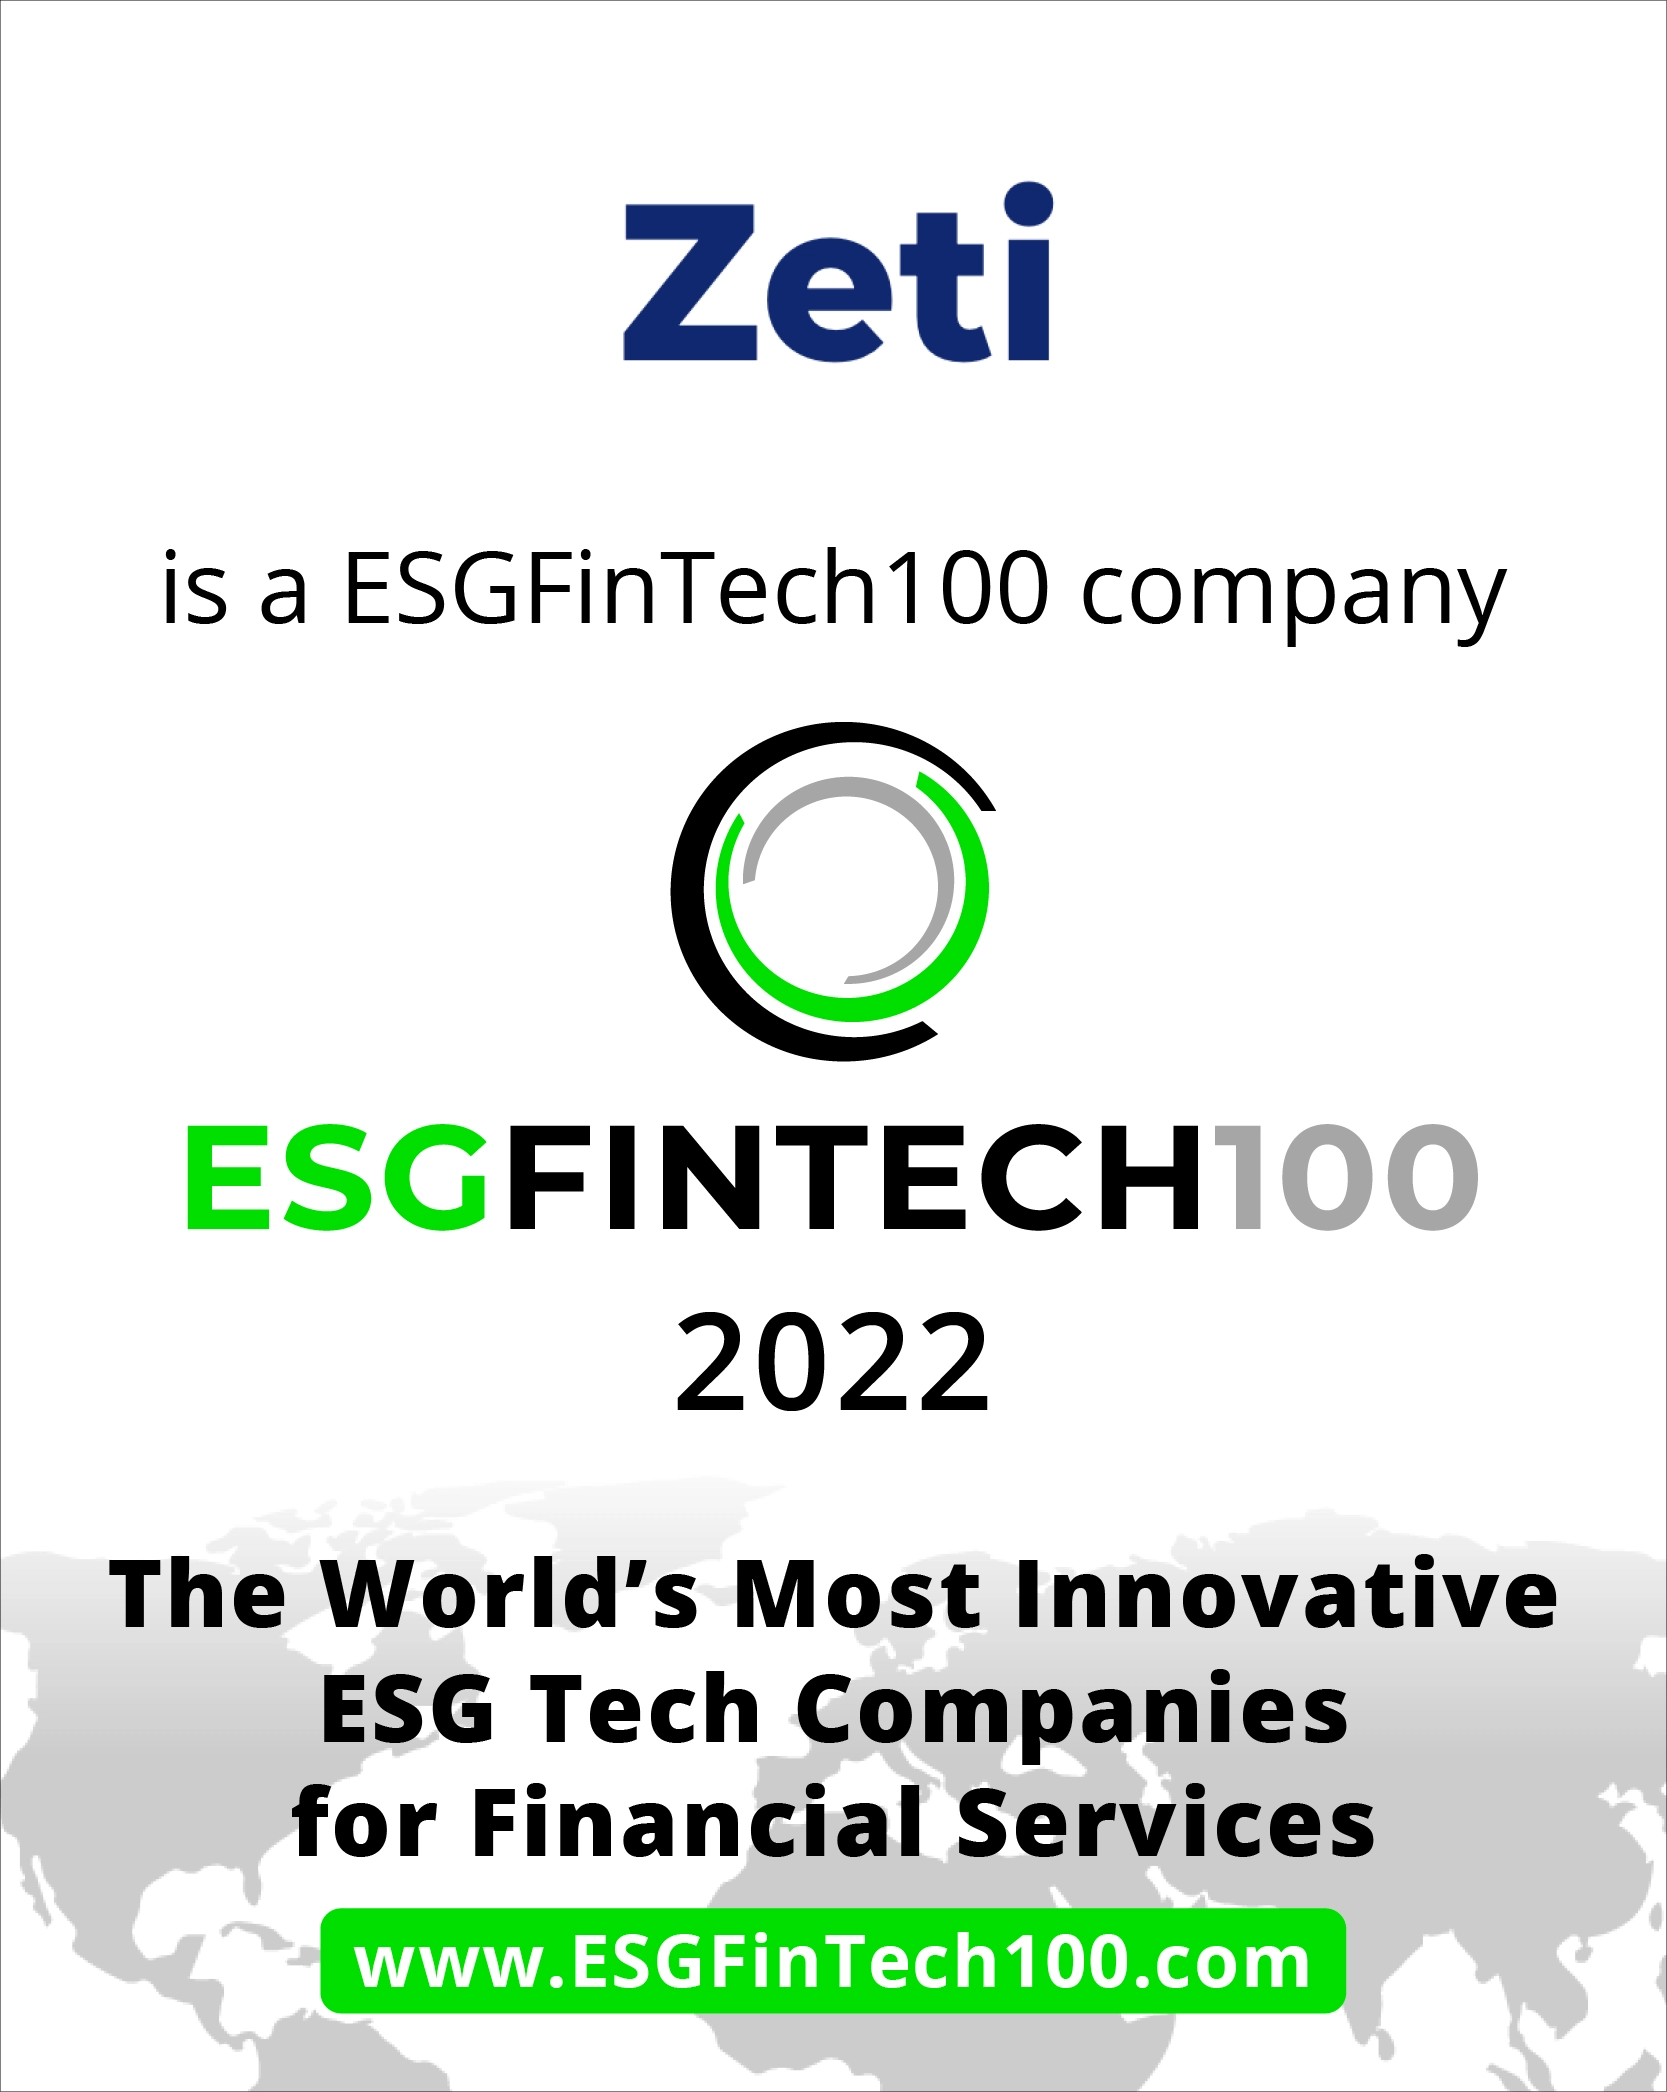 Zeti
is a ESGFinTech100 company
ESGFINTECH100
2022
The World’s Most Innovative
ESG Tech Companies
for Financial Services
www.ESGFinTech100.com